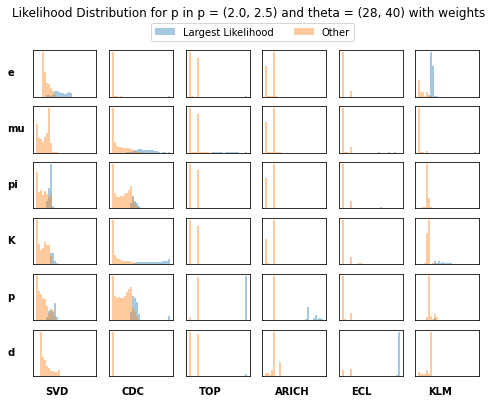 Likelihood Distribution for p in p = (2.0, 2.5) and theta = (28, 40) with weights
Largest Likelihood Other
e
mu
pi
K
p
d
SVD CDC TOP ARICH ECL KLM